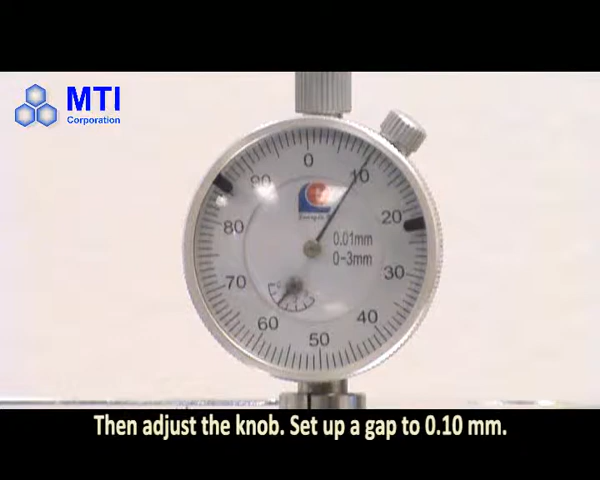 MTI
Corporation
0
10
20
30
40
50
60
70
80
90
0.01mm
0-3mm
Then adjust the knob. Set up a gap to 0.10 mm.